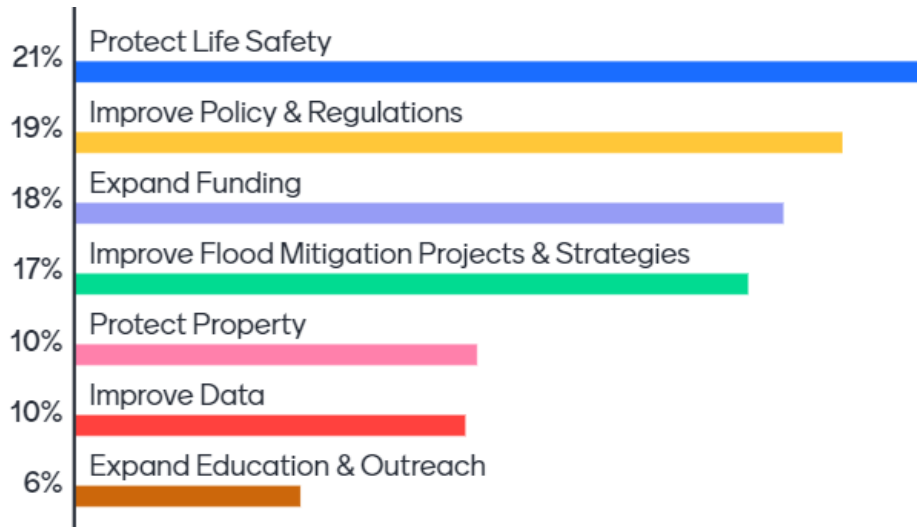 Protect Life Safety
21%
Improve Policy & Regulations
19%
Expand Funding
18%
Improve Flood Mitigation Projects & Strategies
17%
Protect Property
10%
Improve Data
10%
Expand Education & Outreach
6%